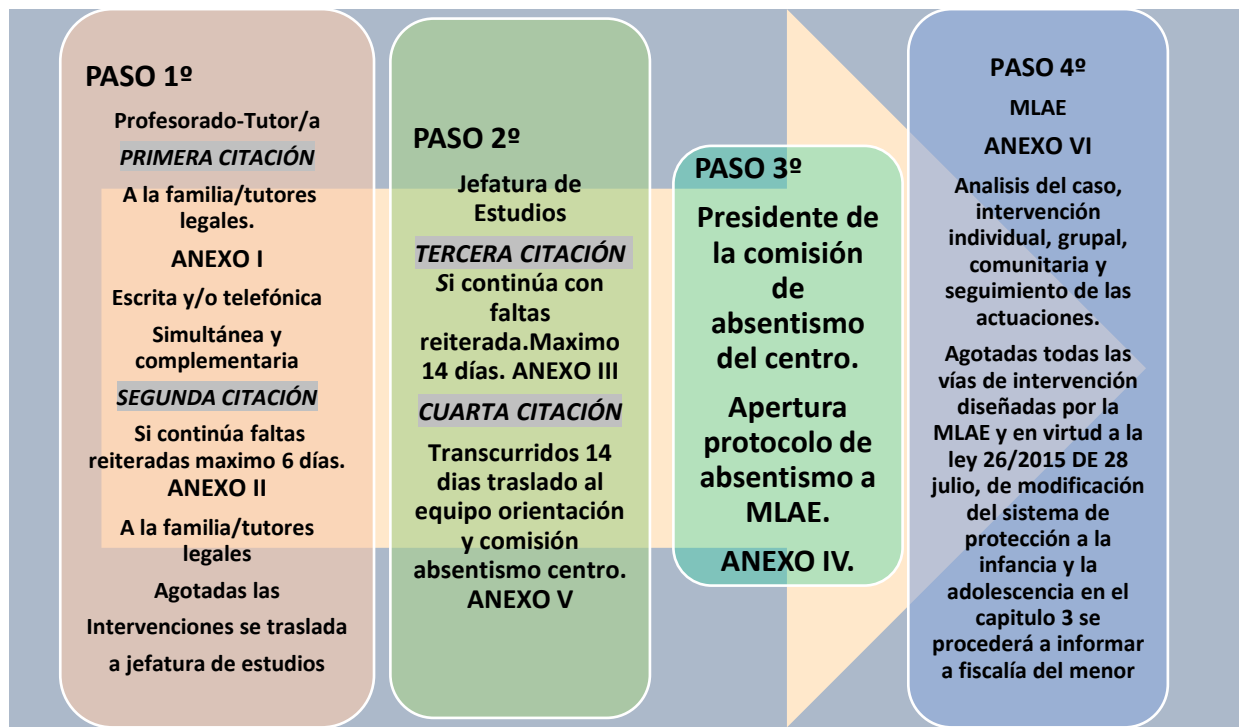 PASO 1º
Profesorado-Tutor/a
PRIMERA CITACIÓN
A la familia/tutores
legales.
ANEXO I
Escrita y/o telefónica
Simultánea y
complementaria
SEGUNDA CITACIÓN
Si continúa faltas
reiteradas maximo 6 días.
ANEXO II
A la familia/tutores
legales
Agotadas las
Intervenciones se traslada
a jefatura de estudios
PASO 2º
Jefatura de
Estudios
TERCERA CITACIÓN
Si continúa con
faltas
reiterada.Maximo
14 días. ANEXO III
CUARTA CITACIÓN
Transcurridos 14
dias traslado al
equipo orientación
y comisión
absentismo centro.
ANEXO V
PASO 3º
Presidente de
la comisión
de
absentismo
del centro.
Apertura
protocolo de
absentismo a
MLAE.
ANEXO IV.
PASO 4º
MLAE
ANEXO VI
Analisis del caso,
intervención
individual, grupal,
comunitaria y
seguimiento de las
actuaciones.
Agotadas todas las
vías de intervención
diseñadas por la
MLAE y en virtud a la
ley 26/2015 DE 28
julio, de modificación
del sistema de
protección a la
infancia y la
adolescencia en el
capitulo 3 se
procederá a informar
a fiscalía del menor